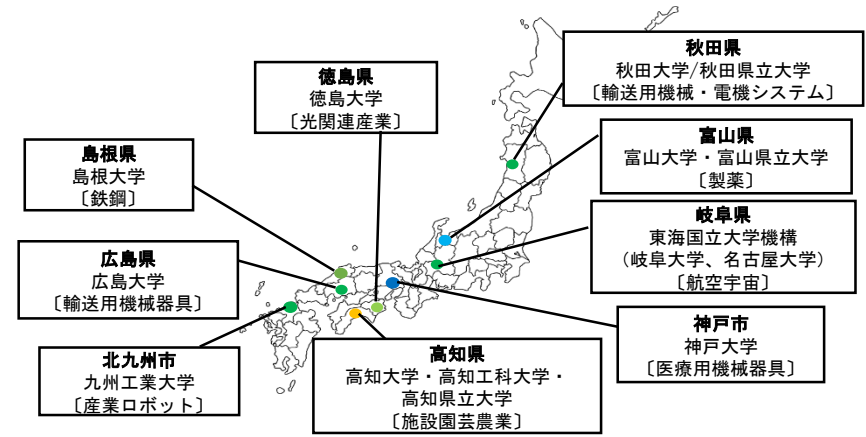 秋田県
秋田大学/秋田県立大学
〔輸送用機械・電機システム〕
徳島県
徳島大学
〔光関連産業〕
富山県
富山大学・富山県立大学
〔製薬〕
島根県
島根大学
〔鉄鋼〕
岐阜県
東海国立大学機構
（岐阜大学、名古屋大学）
〔航空宇宙〕
広島県
広島大学
〔輸送用機械器具〕
神戸市
神戸大学
〔医療用機械器具〕
北九州市
九州工業大学
〔産業ロボット〕
高知県
高知大学・高知工科大学・
高知県立大学
〔施設園芸農業〕